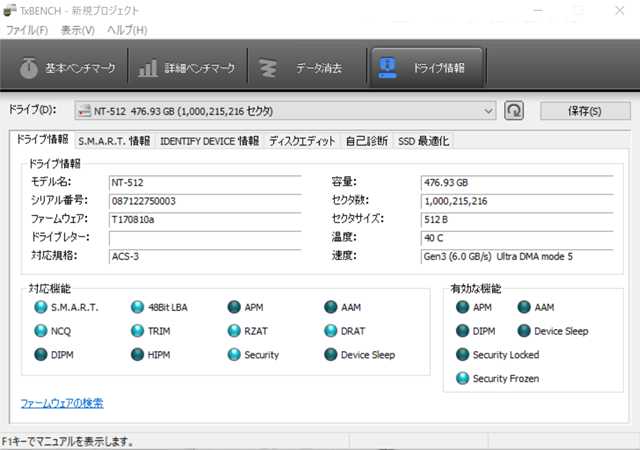 TxBENCH - 新規プロジェクト
ファイル(F) 表示(V) ヘルプ(H)
基本ベンチマーク 詳細ベンチマーク データ消去 ドライブ情報
ドライブ(D): NT-512 476.93 GB (1,000,215,216 セクタ) 保存(S)
ドライブ情報 S.M.A.R.T. 情報 IDENTIFY DEVICE 情報 ディスクエディット 自己診断 SSD 最適化
ドライブ情報
モデル名: NT-512 容量: 476.93 GB
シリアル番号: 087122750003 セクタ数: 1,000,215,216
ファームウェア: T170810a セクタサイズ: 512 B
ドライブレター: 温度: 40 C
対応規格: ACS-3 速度: Gen3 (6.0 GB/s) Ultra DMA mode 5
対応機能 有効な機能
S.M.A.R.T. 48Bit LBA APM AAM APM AAM
NCQ TRIM RZAT DRAT DIPM Device Sleep
DIPM HIPM Security Device Sleep Security Locked
Security Frozen
ファームウェアの検索
F1キーでマニュアルを表示します。